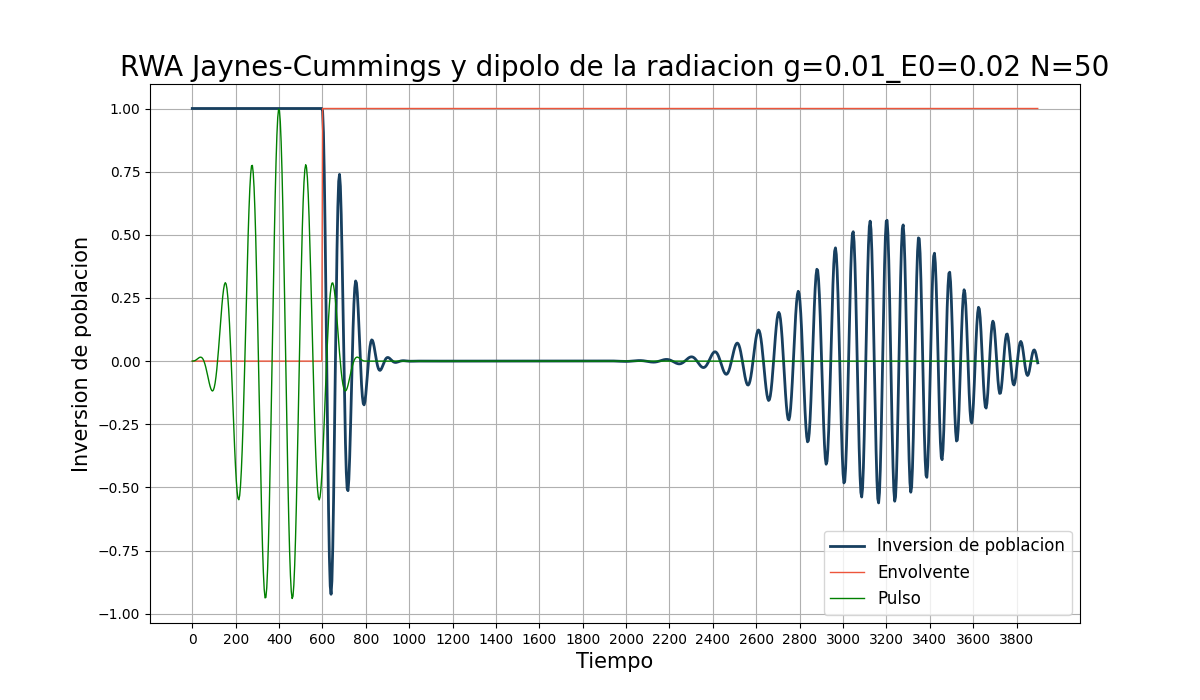 RWA Jaynes-Cummings y dipolo de la radiacion g=0.01_E0=0.02 N=50
Inversion de poblacion
1.00
0.75
0.50
0.25
0.00
−0.25
−0.50
−0.75
−1.00
Inversion de poblacion
Envolvente
Pulso
0 200 400 600 800 1000 1200 1400 1600 1800 2000 2200 2400 2600 2800 3000 3200 3400 3600 3800
Tiempo